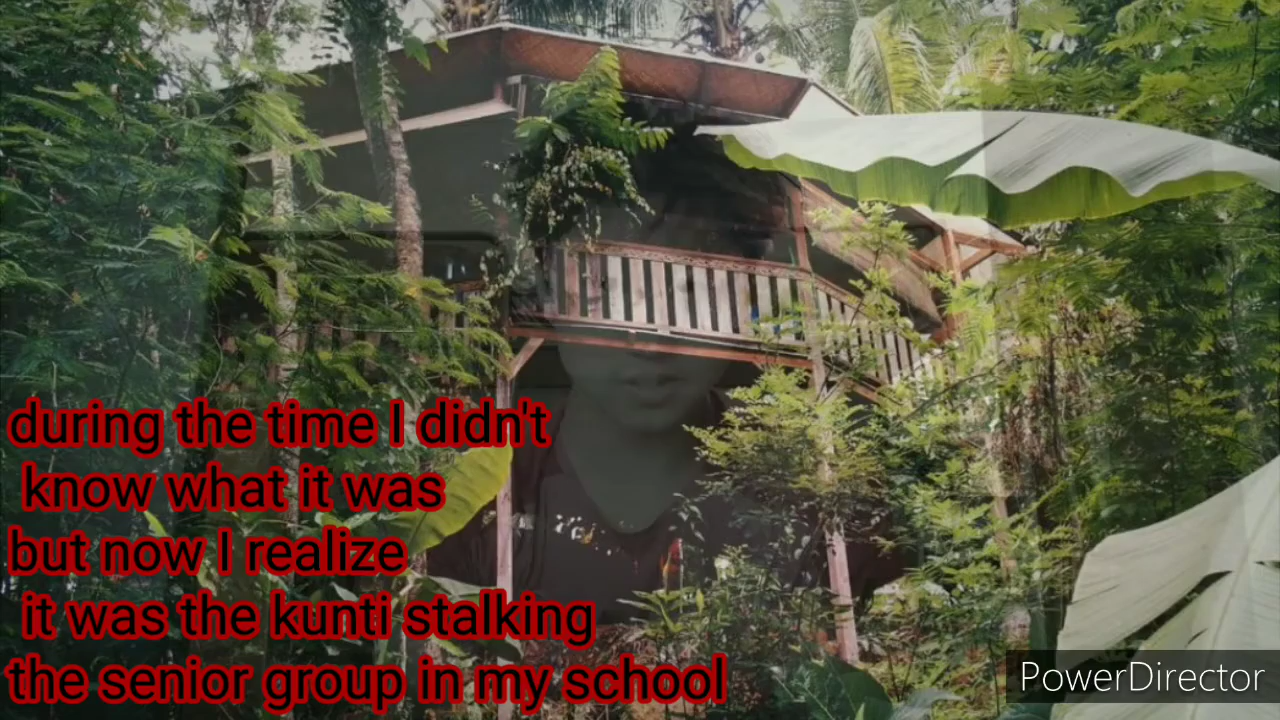 during the time I didn't
know what it was
but now I realize
it was the kunti stalking
the senior group in my school
PowerDirector